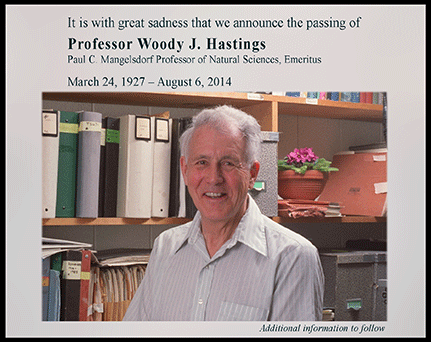 It is with great sadness that we announce the passing of
Professor Woody J. Hastings
Paul C. Mangelsdorf Professor of Natural Sciences, Emeritus
March 24, 1927 – August 6, 2014
Additional information to follow